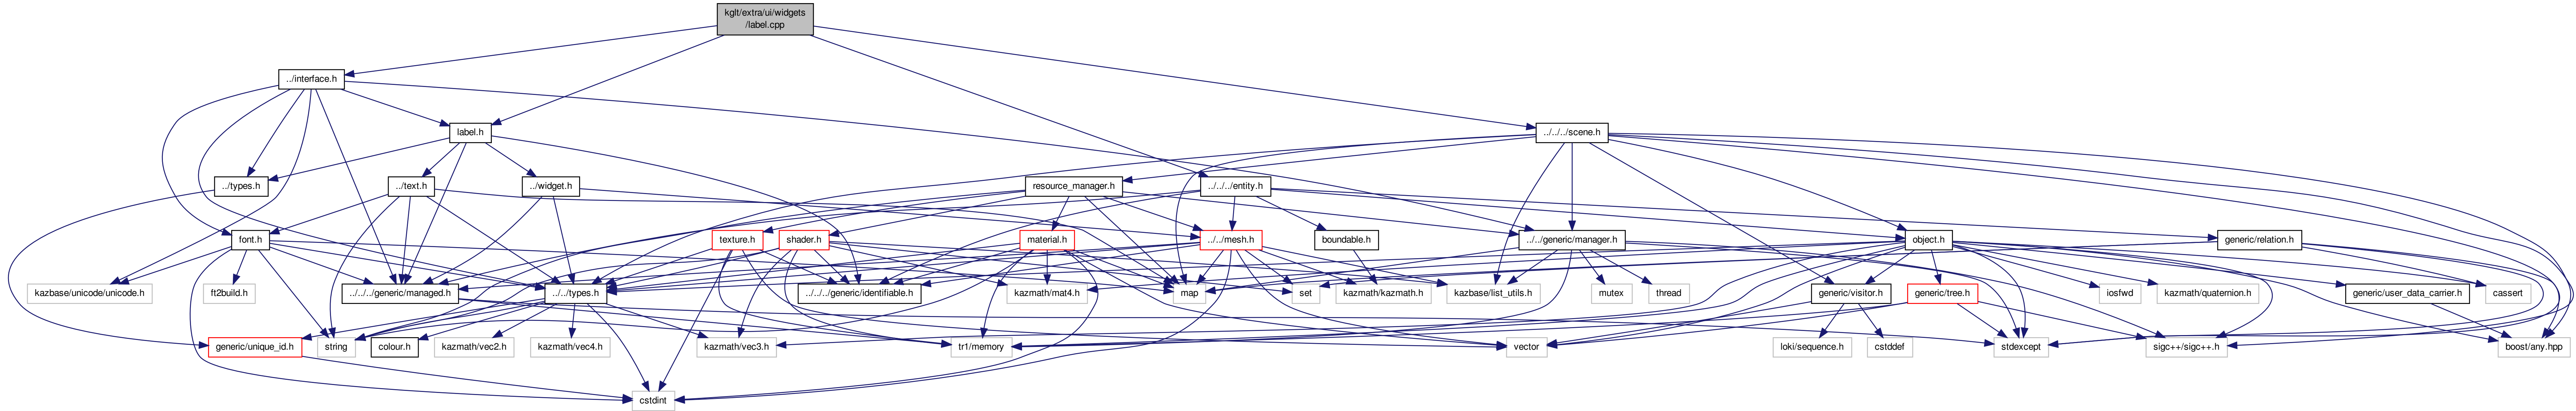 kglt/extra/ui/widgets
/label.cpp
../interface.h
label.h
../../../scene.h
../types.h
../text.h
../widget.h
resource_manager.h
../../../entity.h
font.h
texture.h
shader.h
material.h
../../mesh.h
boundable.h
../../generic/manager.h
object.h
generic/relation.h
kazbase/unicode/unicode.h
ft2build.h
../../../generic/managed.h
../../types.h
../../../generic/identifiable.h
kazmath/mat4.h
map
set
kazmath/kazmath.h
kazbase/list_utils.h
mutex
thread
generic/visitor.h
generic/tree.h
iosfwd
kazmath/quaternion.h
generic/user_data_carrier.h
cassert
generic/unique_id.h
string
colour.h
kazmath/vec2.h
kazmath/vec4.h
kazmath/vec3.h
tr1/memory
vector
loki/sequence.h
cstddef
stdexcept
sigc++/sigc++.h
boost/any.hpp
cstdint